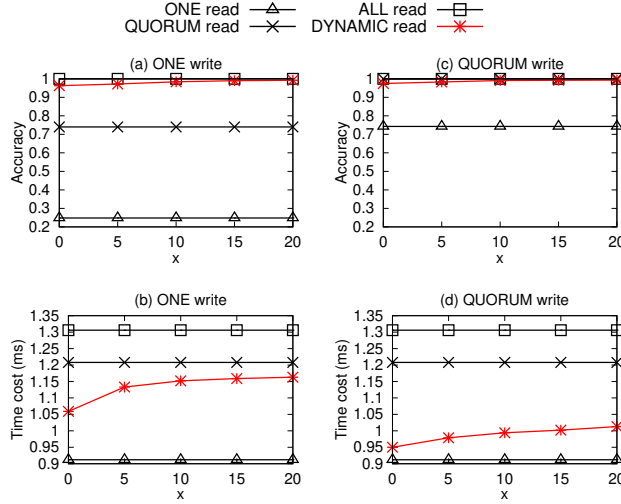 ONE read
QUORUM read
ALL read
DYNAMIC read
(a) ONE write
Accuracy
1
0.9
0.8
0.7
0.6
0.5
0.4
0.3
0.2
0 5 10 15 20
x
(c) QUORUM write
Accuracy
1
0.9
0.8
0.7
0.6
0.5
0.4
0.3
0.2
0 5 10 15 20
x
(b) ONE write
Time cost (ms)
1.35
1.3
1.25
1.2
1.15
1.1
1.05
1
0.95
0.9
0 5 10 15 20
x
(d) QUORUM write
Time cost (ms)
1.35
1.3
1.25
1.2
1.15
1.1
1.05
1
0.95
0.9
0 5 10 15 20
x